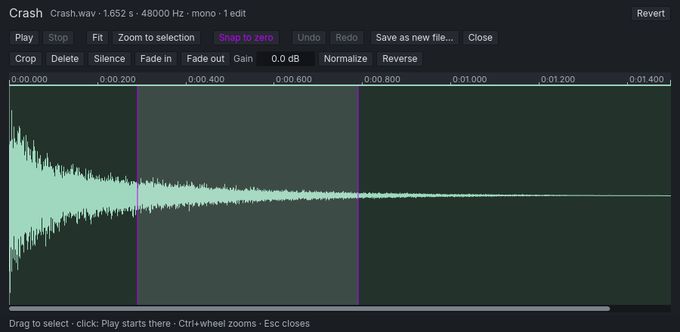 Crash Crash.wav · 1.652 s · 48000 Hz · mono · 1 edit Revert
Play Stop Fit Zoom to selection Snap to zero Undo Redo Save as new file... Close
Crop Delete Silence Fade in Fade out Gain 0.0 dB Normalize Reverse
0:00.000 0:00.200 0:00.400 0:00.600 0:00.800 0:01.000 0:01.200 0:01.400
Drag to select · click: Play starts there · Ctrl+wheel zooms · Esc closes